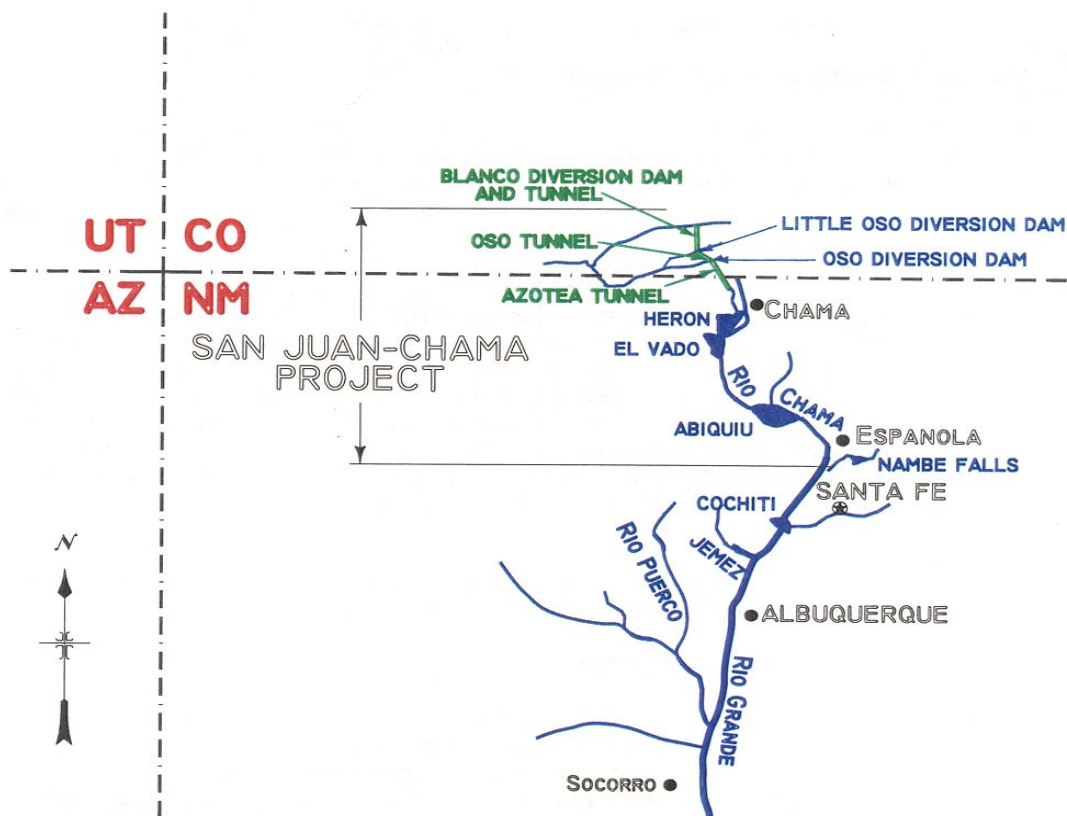 BLANCO DIVERSION DAM
AND TUNNEL
UT CO
LITTLE OSO DIVERSION DAM
OSO TUNNEL
OSO DIVERSION DAM
AZ NM
AZOTEA TUNNEL
HERON
CHAMA
EL VADO
SAN JUAN-CHAMA
PROJECT
RIO CHAMA
ABIQUIU
ESPANOLA
NAMBE FALLS
SANTA FE
COCHITI
N
RIO PUERCO
JEMEZ
ALBUQUERQUE
RIO GRANDE
SOCORRO